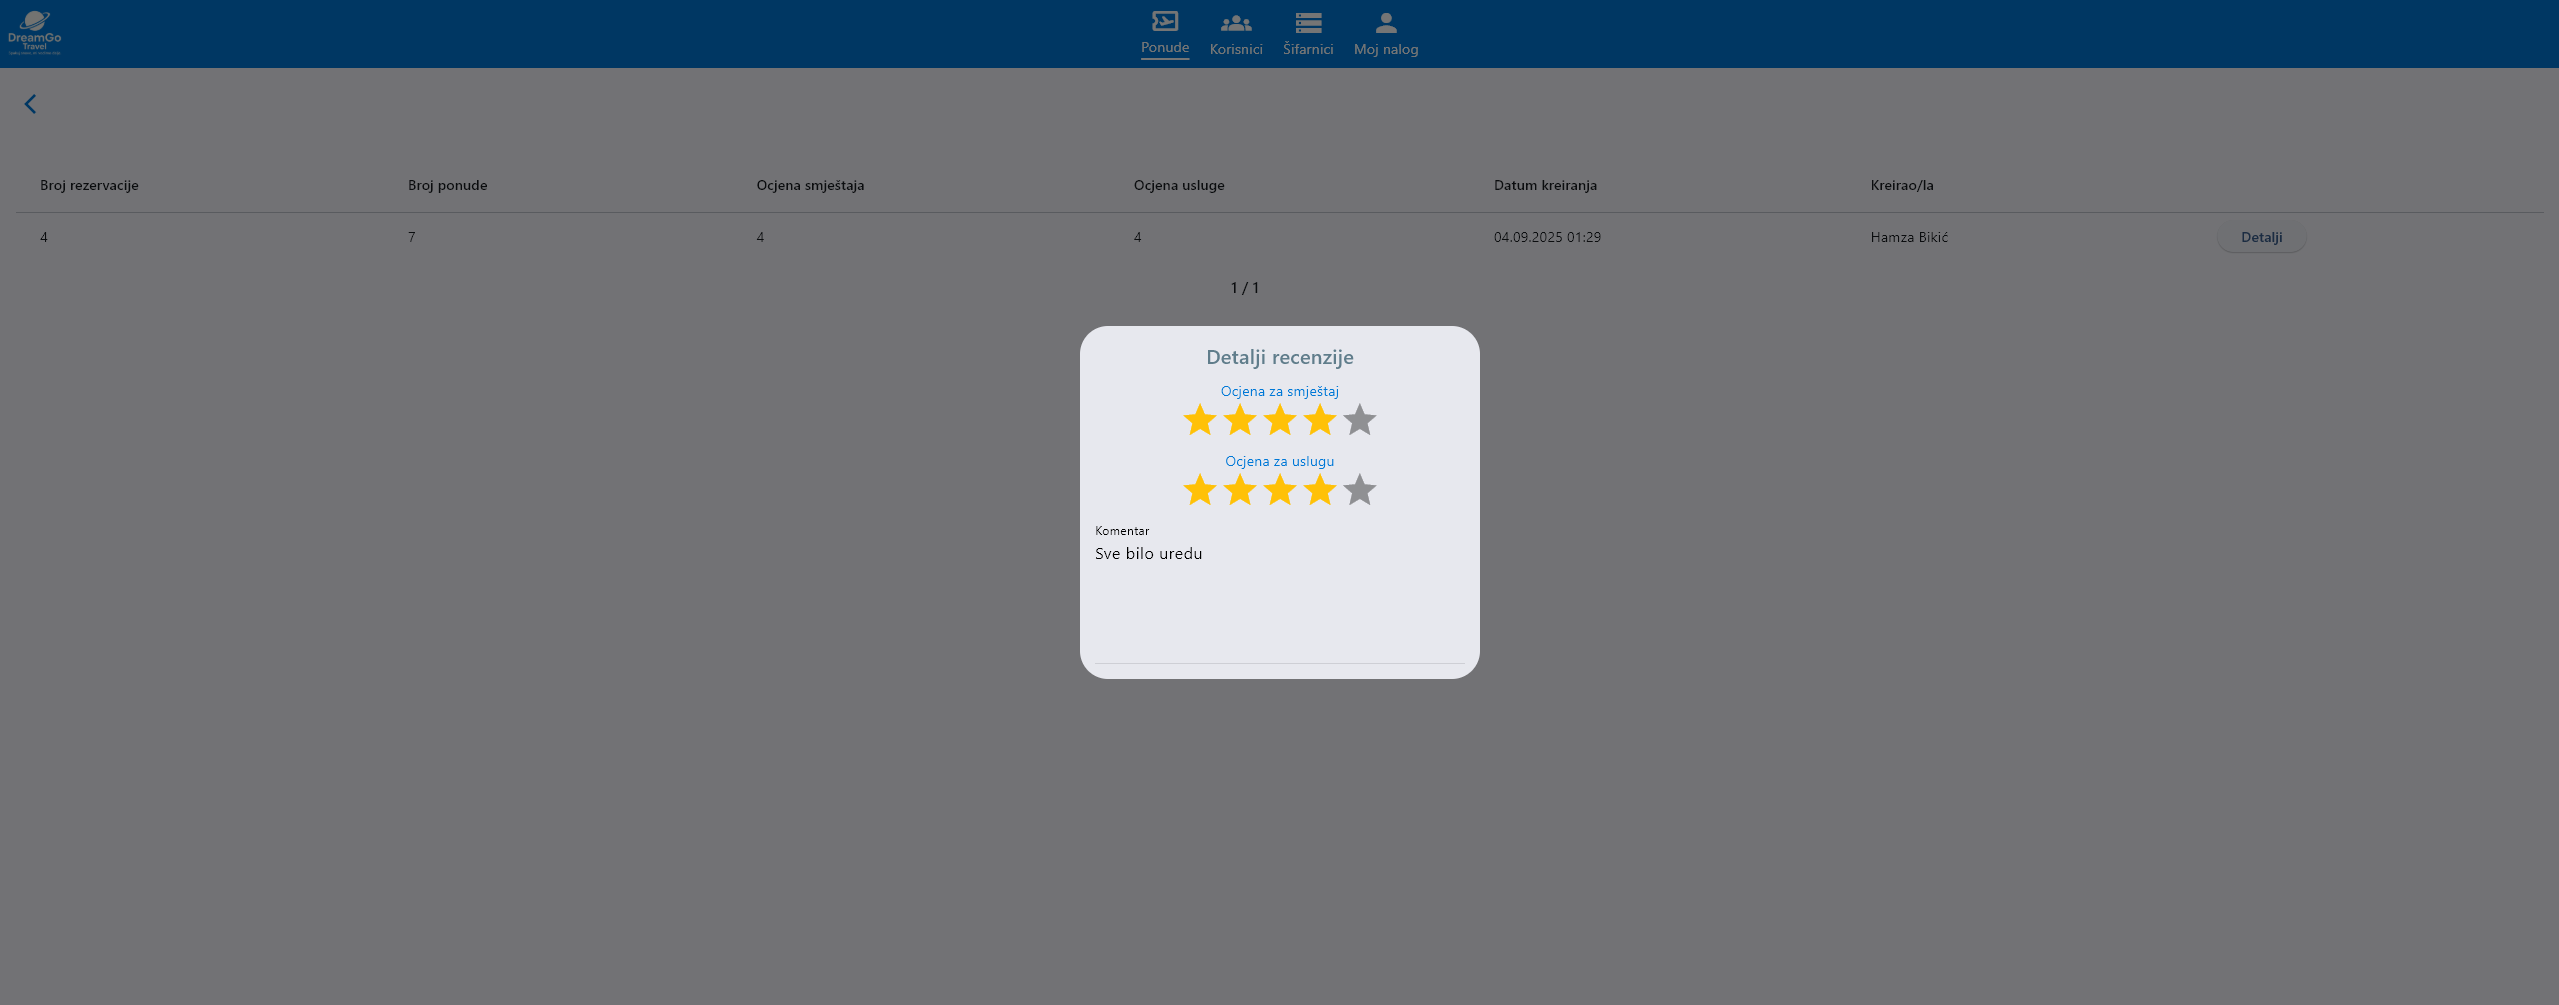 DreamGo
Travel
Ponude Korisnici Šifarnici Moj nalog
Broj rezervacije Broj ponude Ocjena smještaja Ocjena usluge Datum kreiranja Kreirao/la
4 7 4 4 04.09.2025 01:29 Hamza Bikić Detalji
1 / 1
Detalji recenzije
Ocjena za smještaj
Ocjena za uslugu
Komentar
Sve bilo uredu